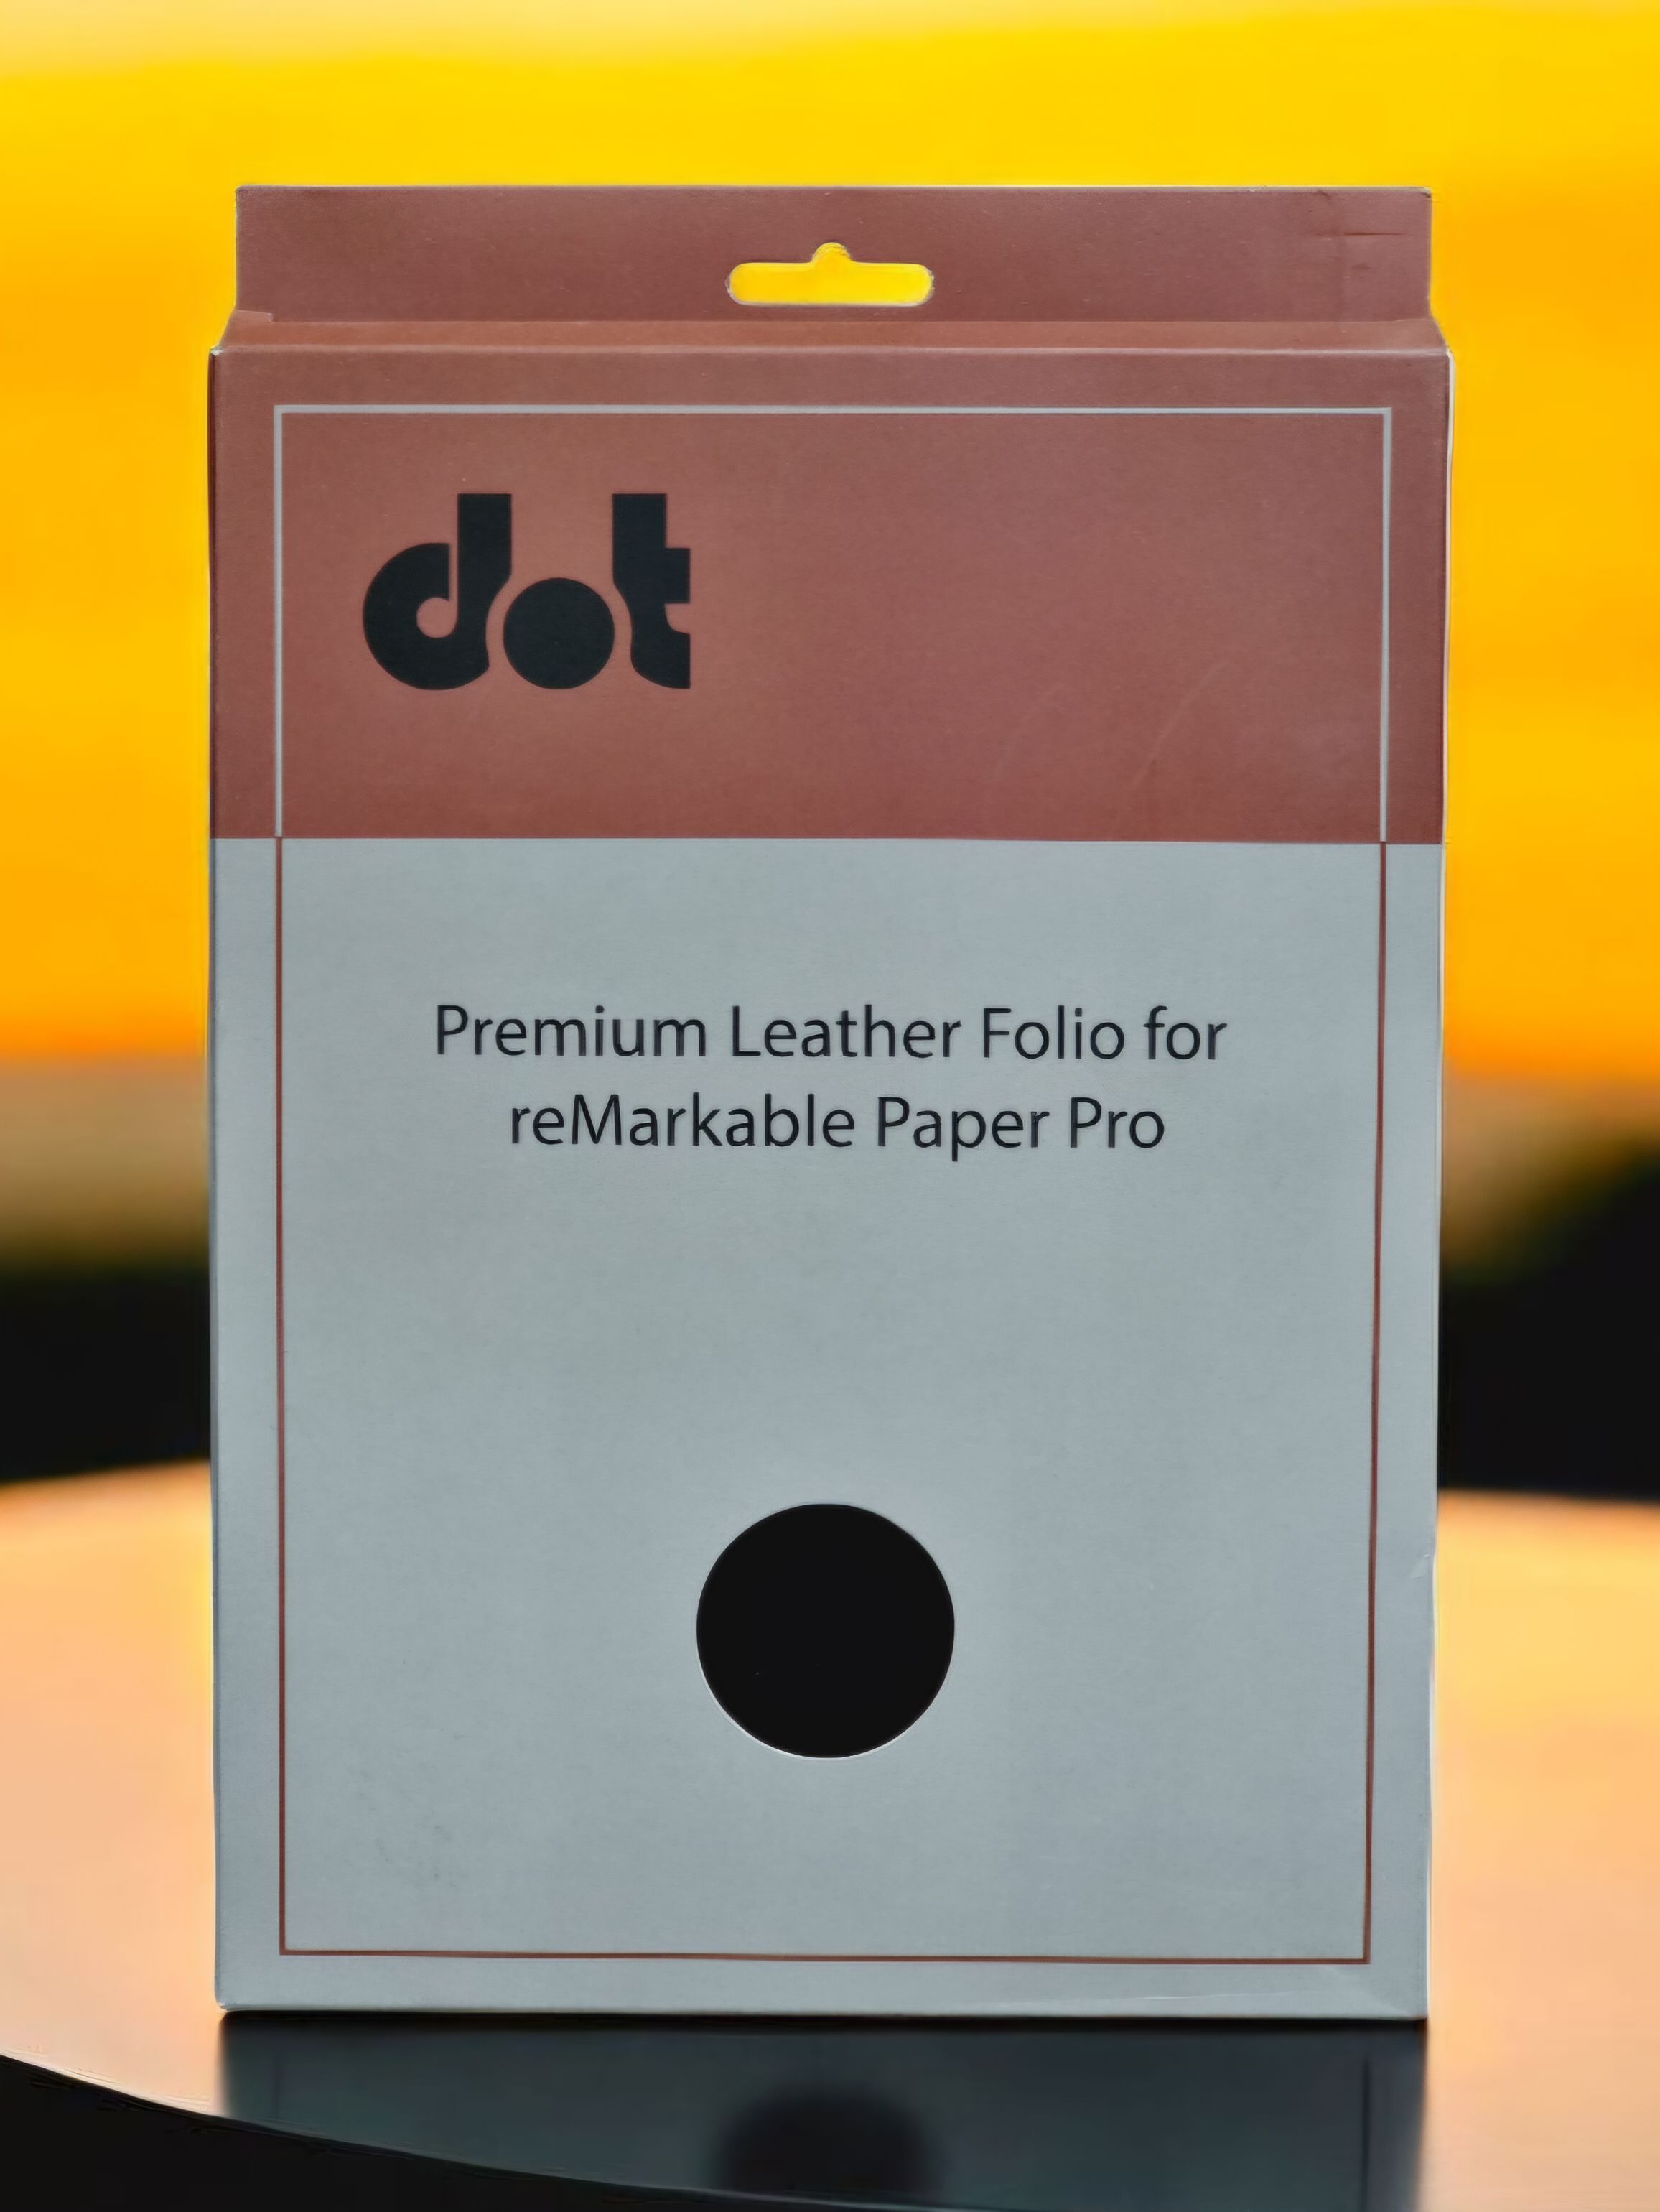 dot
Premium Leather Folio for
reMarkable Paper Pro